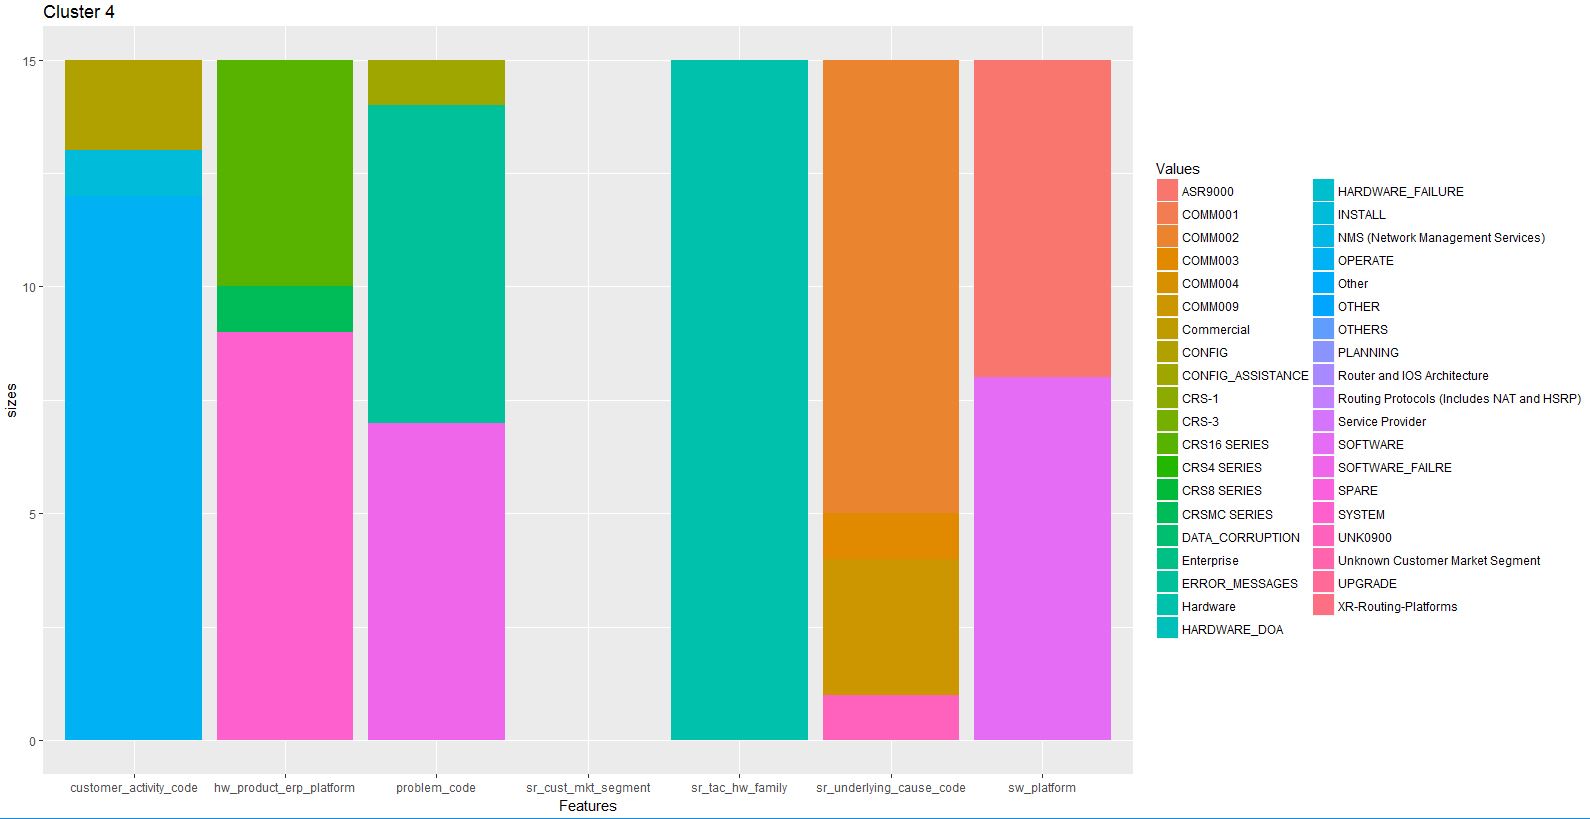 Cluster 4
15
10
5
0
sizes
customer_activity_code
hw_product_erp_platform
problem_code
sr_cust_mkt_segment
sr_tac_hw_family
sr_underlying_cause_code
sw_platform
Features
Values
ASR9000
COMM001
COMM002
COMM003
COMM004
COMM009
Commercial
CONFIG
CONFIG_ASSISTANCE
CRS-1
CRS-3
CRS16 SERIES
CRS4 SERIES
CRS8 SERIES
CRSMC SERIES
DATA_CORRUPTION
Enterprise
ERROR_MESSAGES
Hardware
HARDWARE_DOA
HARDWARE_FAILURE
INSTALL
NMS (Network Management Services)
OPERATE
Other
OTHER
OTHERS
PLANNING
Router and IOS Architecture
Routing Protocols (Includes NAT and HSRP)
Service Provider
SOFTWARE
SOFTWARE_FAILRE
SPARE
SYSTEM
UNK0900
Unknown Customer Market Segment
UPGRADE
XR-Routing-Platforms